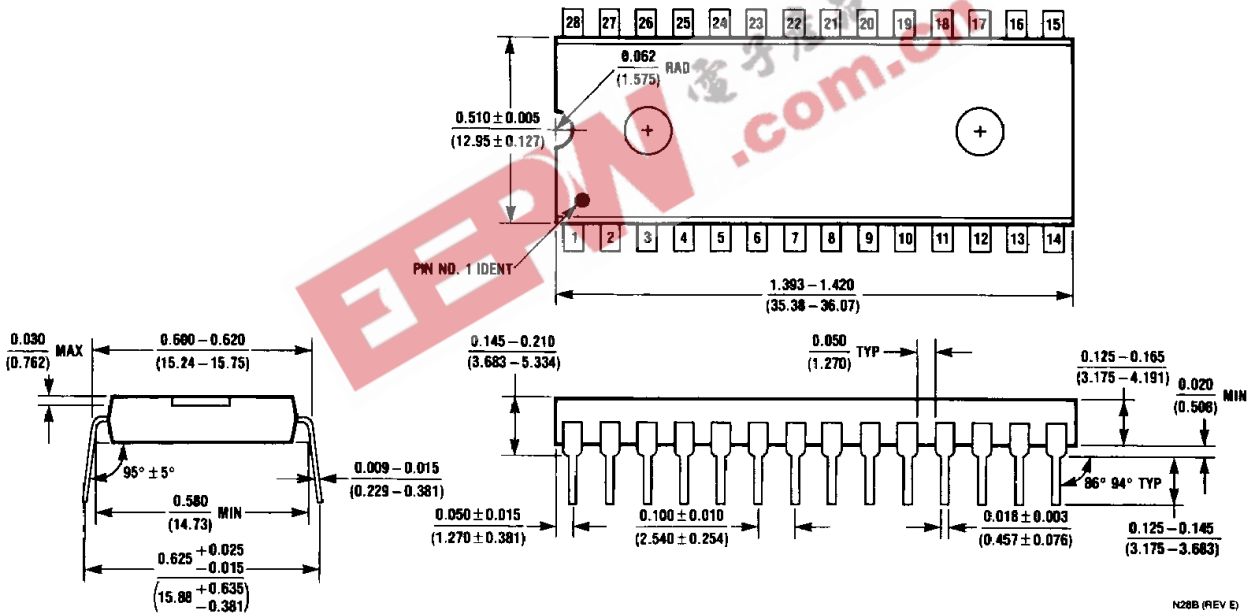 28 27 26 25 24 23 22 21 20 19 18 17 16 15
0.062
(1.575) RAD
0.510 ± 0.005
(12.95 ± 0.127)
EEPW
電子產
.com.cn
1 2 3 4 5 6 7 8 9 10 11 12 13 14
PIN NO. 1 IDENT
1.393 – 1.420
(35.38 – 36.07)
0.030
(0.762) MAX
0.600 – 0.620
(15.24 – 15.75)
0.145 – 0.210
(3.683 – 5.334)
0.050
(1.270) TYP
0.125 – 0.165
(3.175 – 4.191)
0.020
(0.508) MIN
95° ± 5°
0.580
(14.73) MIN
0.009 – 0.015
(0.229 – 0.381)
86° 94° TYP
0.050 ± 0.015
(1.270 ± 0.381)
0.100 ± 0.010
(2.540 ± 0.254)
0.018 ± 0.003
(0.457 ± 0.076)
0.125 – 0.145
(3.175 – 3.683)
0.625 +0.025
–0.015
(15.88 +0.635
–0.381)
N28B (REV E)